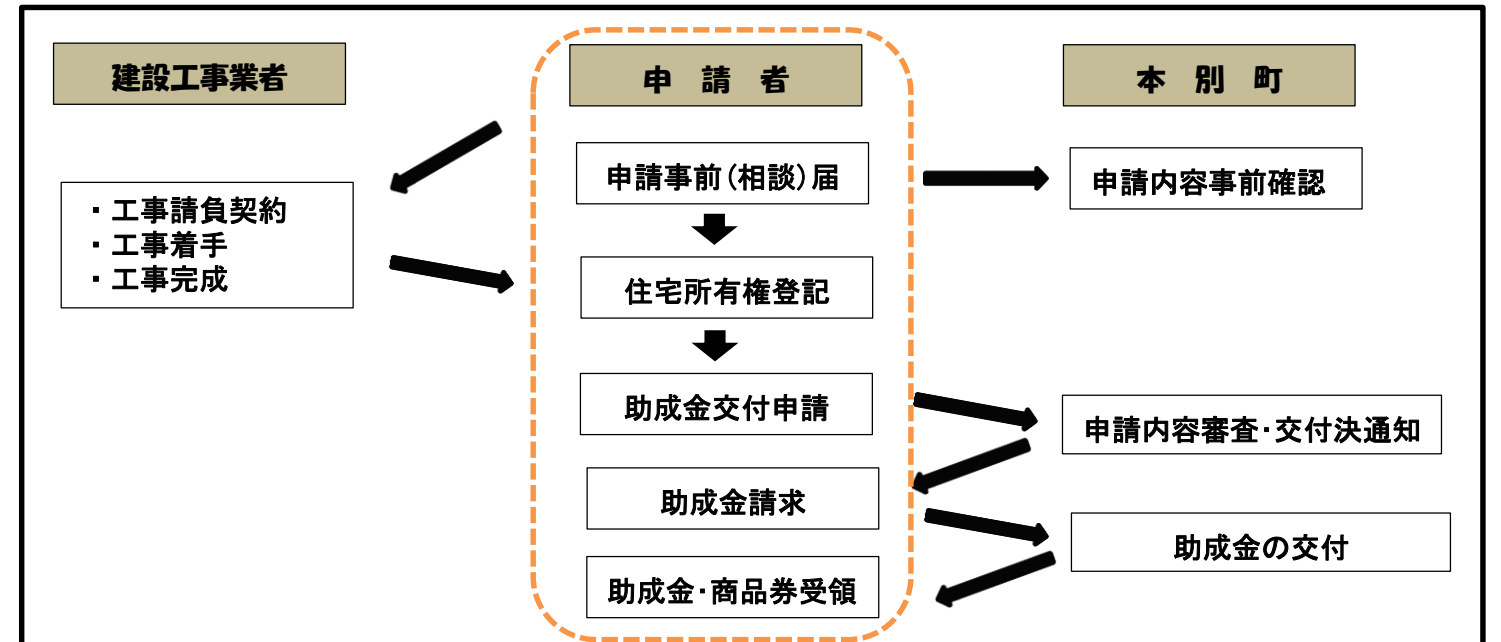 建設工事業者
申請者
本別町
申請事前(相談)届
申請内容事前確認
・工事請負契約
・工事着手
・工事完成
住宅所有権登記
助成金交付申請
申請内容審査・交付決通知
助成金請求
助成金の交付
助成金・商品券受領